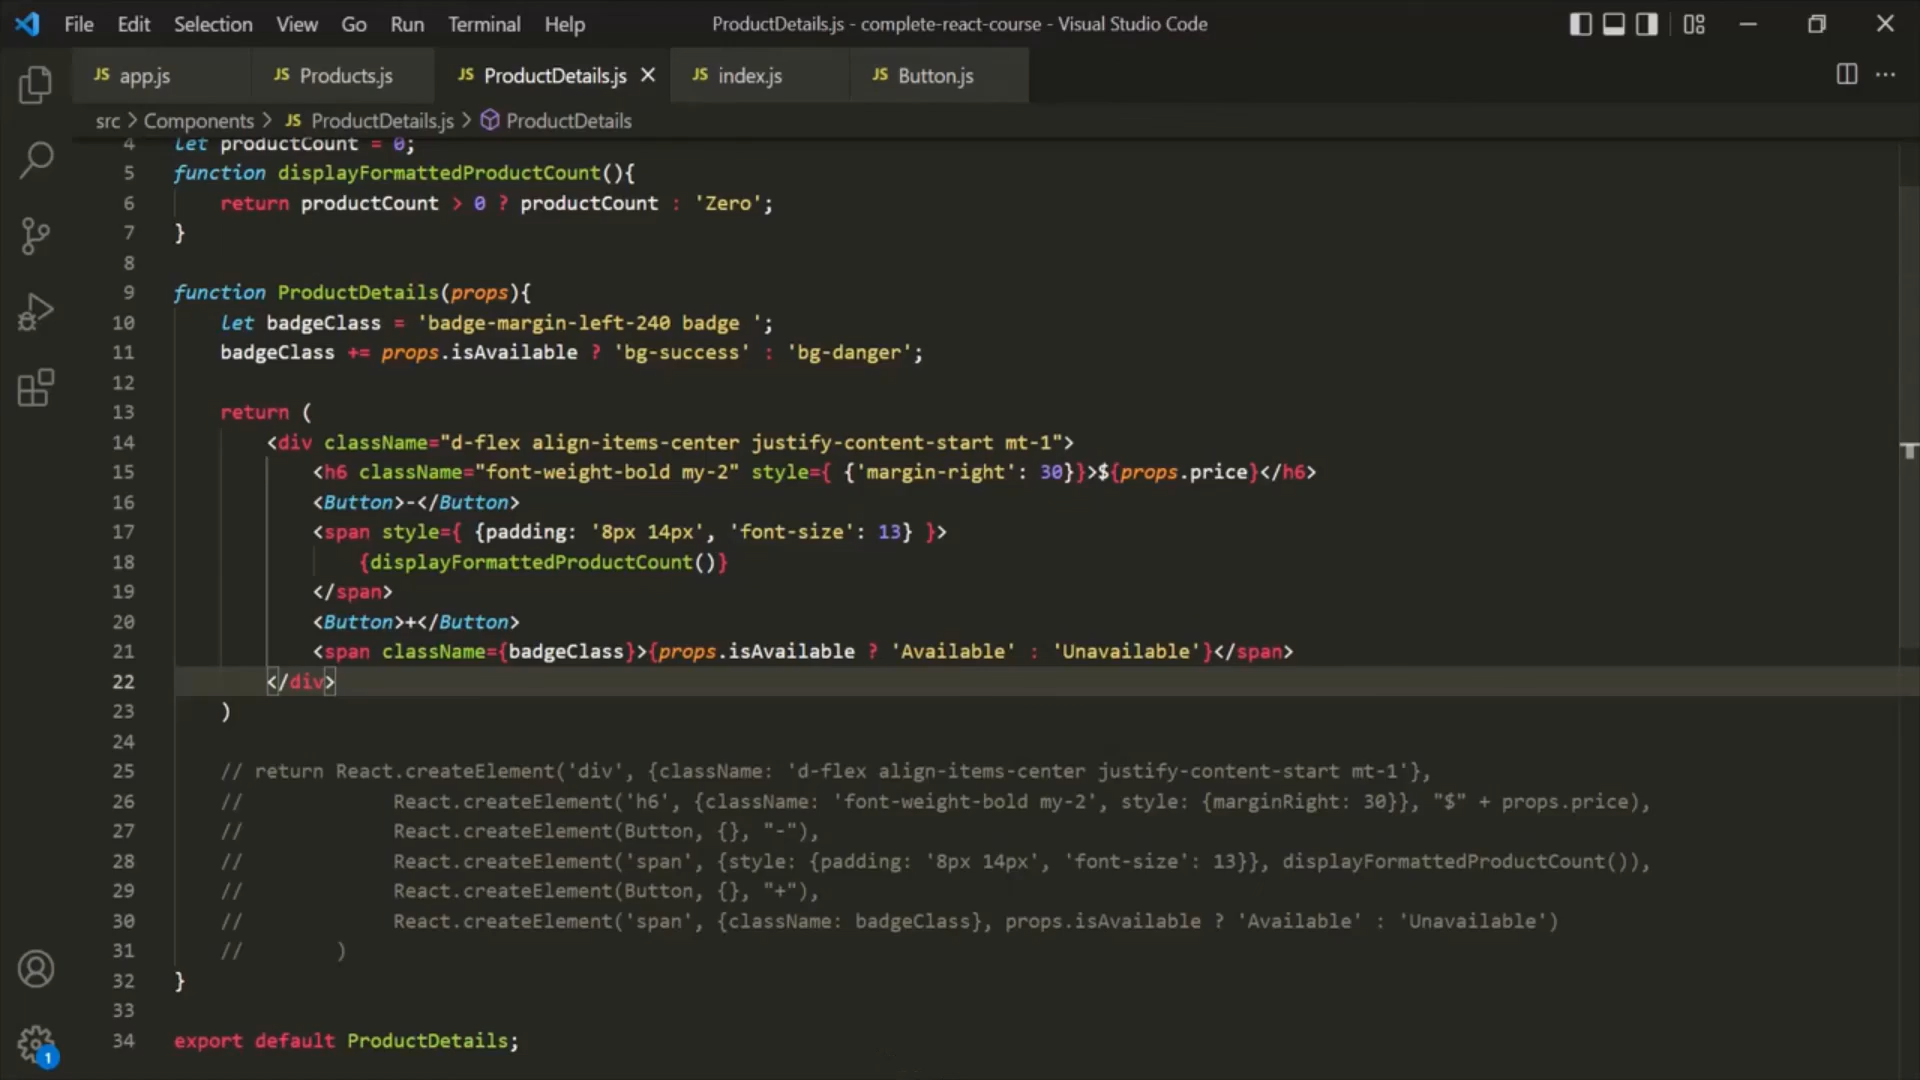 File Edit Selection View Go Run Terminal Help ProductDetails.js - complete-react-course - Visual Studio Code
JS app.js JS Products.js JS ProductDetails.js JS index.js JS Button.js
src > Components > JS ProductDetails.js > ProductDetails
4 let productCount = 0;
5 function displayFormattedProductCount(){
6 return productCount > 0 ? productCount : 'Zero';
7 }
8
9 function ProductDetails(props){
10 let badgeClass = 'badge-margin-left-240 badge ';
11 badgeClass += props.isAvailable ? 'bg-success' : 'bg-danger';
12
13 return (
14 <div className="d-flex align-items-center justify-content-start mt-1">
15 <h6 className="font-weight-bold my-2" style={ {'margin-right': 30}}>${props.price}</h6>
16 <Button>-</Button>
17 <span style={ {padding: '8px 14px', 'font-size': 13} }>
18 {displayFormattedProductCount()}
19 </span>
20 <Button>+</Button>
21 <span className={badgeClass}>{props.isAvailable ? 'Available' : 'Unavailable'}</span>
22 </div>
23 )
24
25 // return React.createElement('div', {className: 'd-flex align-items-center justify-content-start mt-1'},
26 // React.createElement('h6', {className: 'font-weight-bold my-2', style: {marginRight: 30}}, "$" + props.price),
27 // React.createElement(Button, {}, "-"),
28 // React.createElement('span', {style: {padding: '8px 14px', 'font-size': 13}}, displayFormattedProductCount()),
29 // React.createElement(Button, {}, "+"),
30 // React.createElement('span', {className: badgeClass}, props.isAvailable ? 'Available' : 'Unavailable')
31 // )
32 }
33
34 export default ProductDetails;
1